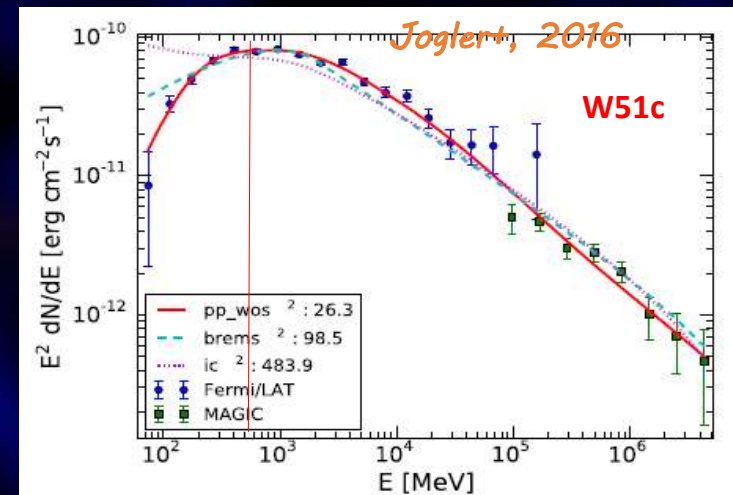 Jogler+, 2016
W51c
10⁻¹⁰
10⁻¹¹
10⁻¹²
E² dN/dE [erg cm⁻² s⁻¹]
pp_wos ² : 26.3
brems ² : 98.5
ic ² : 483.9
Fermi/LAT
MAGIC
10² 10³ 10⁴ 10⁵ 10⁶
E [MeV]